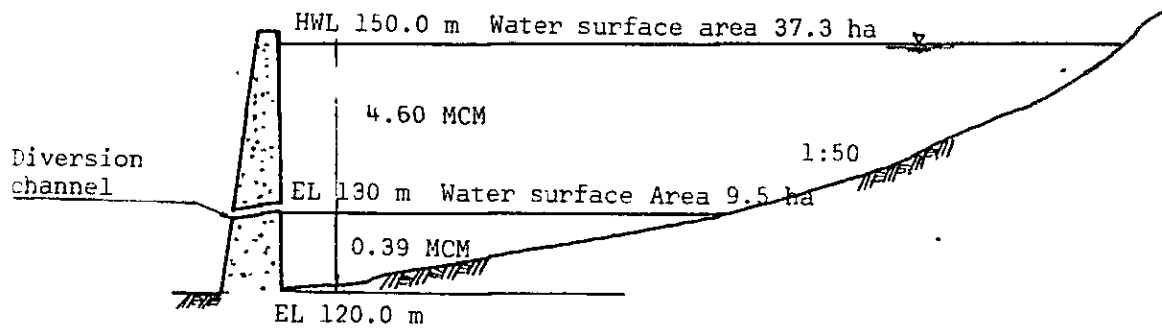 HWL 150.0 m Water surface area 37.3 ha
4.60 MCM
1:50
Diversion
channel
EL 130 m Water surface Area 9.5 ha
0.39 MCM
EL 120.0 m